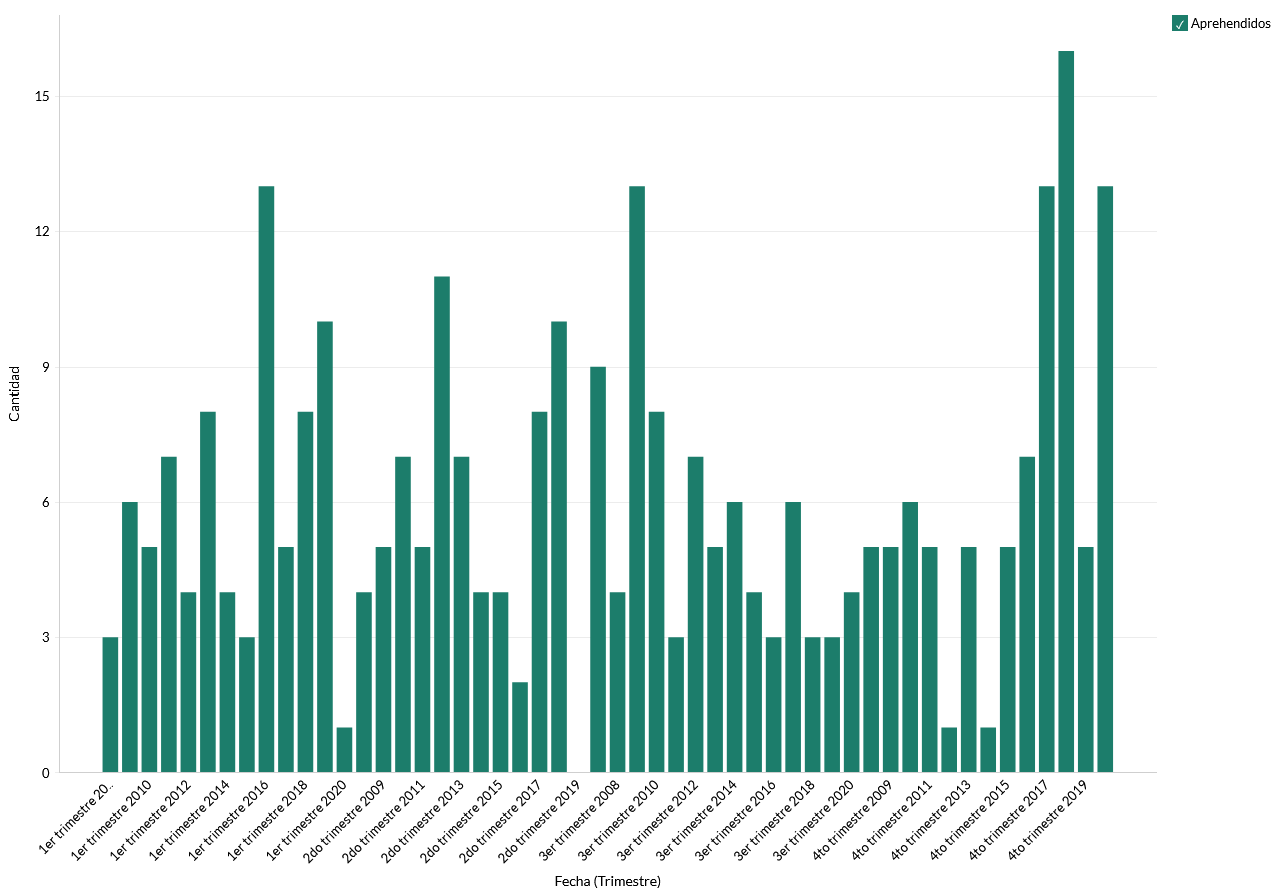 Aprehendidos
15
12
9
6
3
0
Cantidad
1er trimestre 20..
1er trimestre 2010
1er trimestre 2012
1er trimestre 2014
1er trimestre 2016
1er trimestre 2018
1er trimestre 2020
2do trimestre 2009
2do trimestre 2011
2do trimestre 2013
2do trimestre 2015
2do trimestre 2017
2do trimestre 2019
3er trimestre 2008
3er trimestre 2010
3er trimestre 2012
3er trimestre 2014
3er trimestre 2016
3er trimestre 2018
3er trimestre 2020
4to trimestre 2009
4to trimestre 2011
4to trimestre 2013
4to trimestre 2015
4to trimestre 2017
4to trimestre 2019
Fecha (Trimestre)